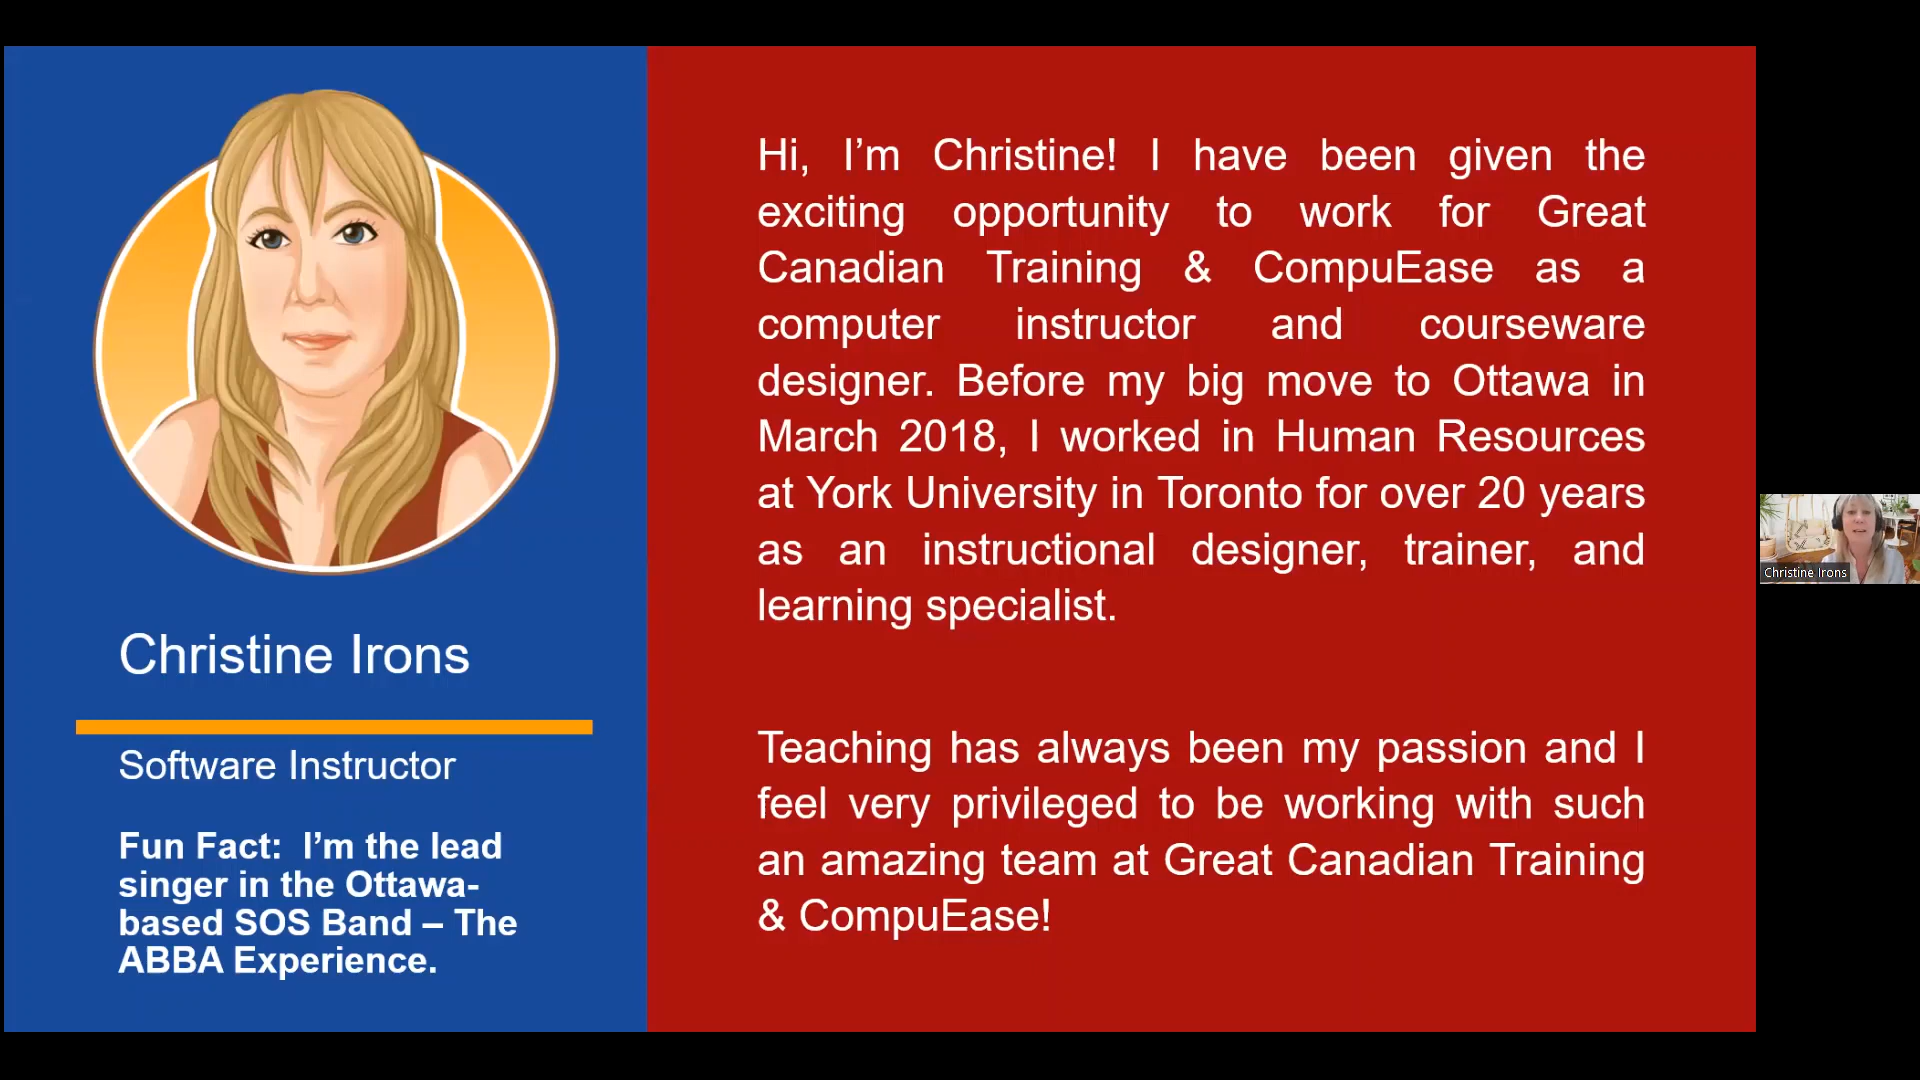 Christine Irons
Software Instructor
Fun Fact:  I’m the lead
singer in the Ottawa-
based SOS Band – The
ABBA Experience.
Hi, I’m Christine! I have been given the
exciting opportunity to work for Great
Canadian Training & CompuEase as a
computer instructor and courseware
designer. Before my big move to Ottawa in
March 2018, I worked in Human Resources
at York University in Toronto for over 20 years
as an instructional designer, trainer, and
learning specialist.
Teaching has always been my passion and I
feel very privileged to be working with such
an amazing team at Great Canadian Training
& CompuEase!
Christine Irons